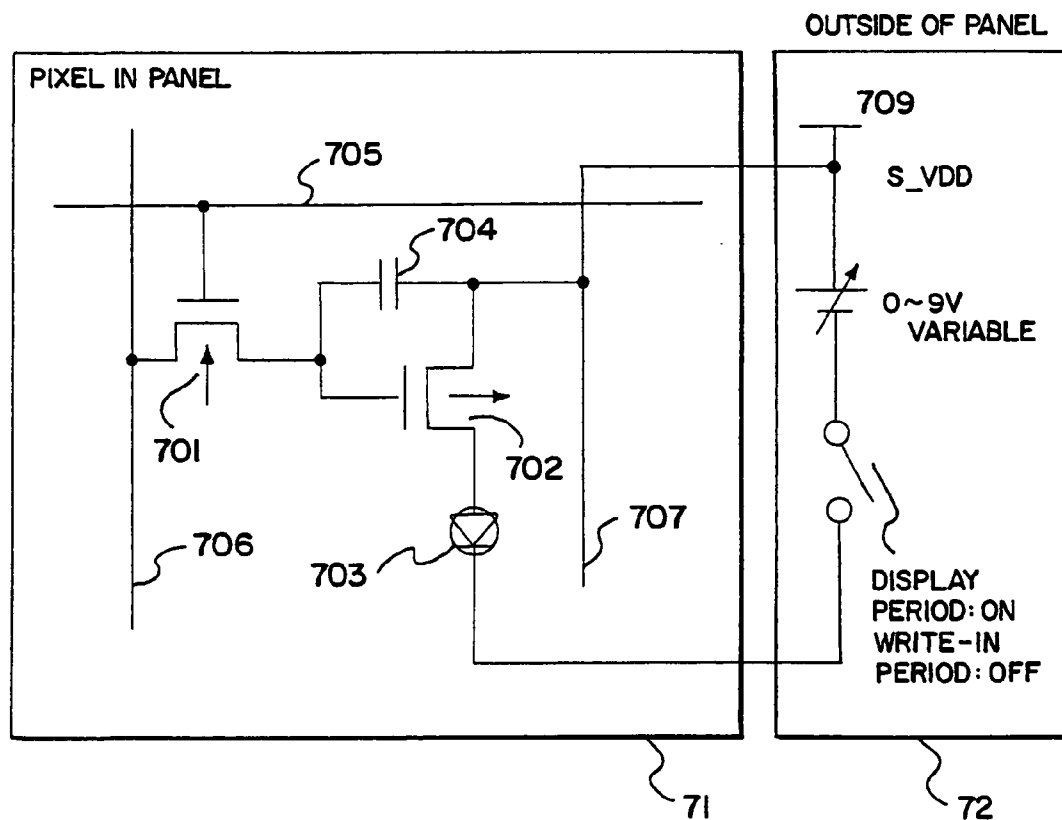 OUTSIDE OF PANEL
PIXEL IN PANEL
709
705
S_VDD
704
0~9V
VARIABLE
701
702
706
707
703
DISPLAY
PERIOD: ON
WRITE-IN
PERIOD: OFF
71
72